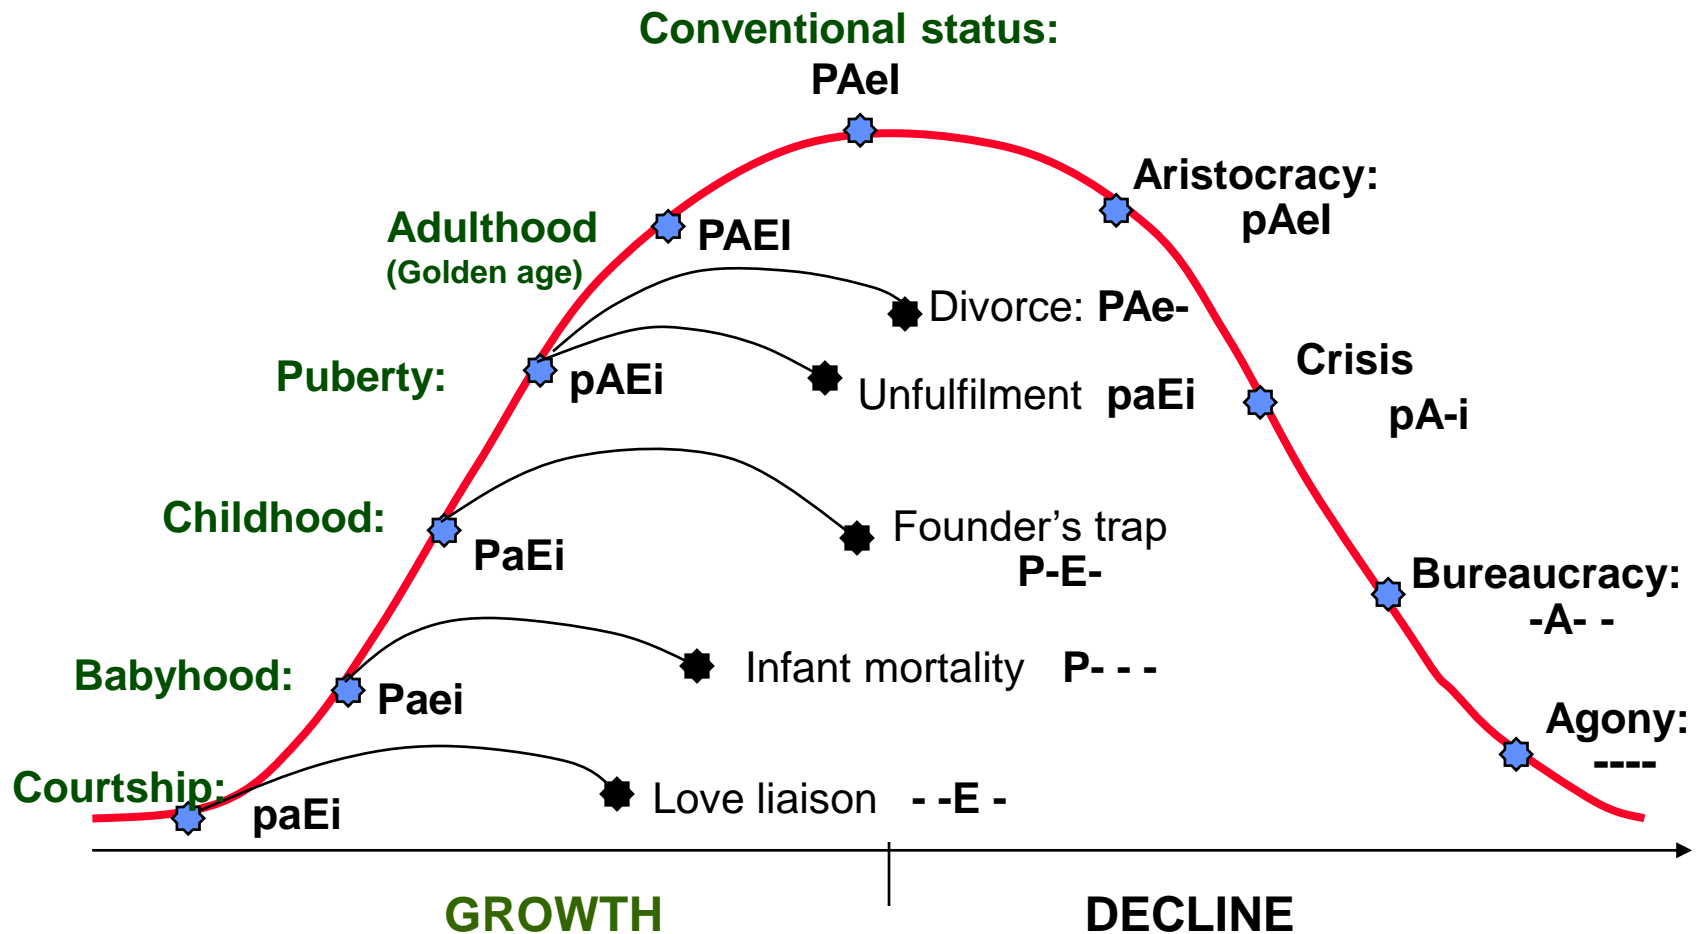 Conventional status:
PAeI
Aristocracy:
pAeI
Adulthood
(Golden age)
PAEI
Divorce: PAe-
Crisis
pA-i
Puberty:
pAEi
Unfulfilment paEi
Childhood:
PaEi
Founder’s trap
P-E-
Bureaucracy:
-A- -
Babyhood:
Paei
Infant mortality P- - -
Agony:
----
Courtship:
paEi
Love liaison - -E -
GROWTH
DECLINE